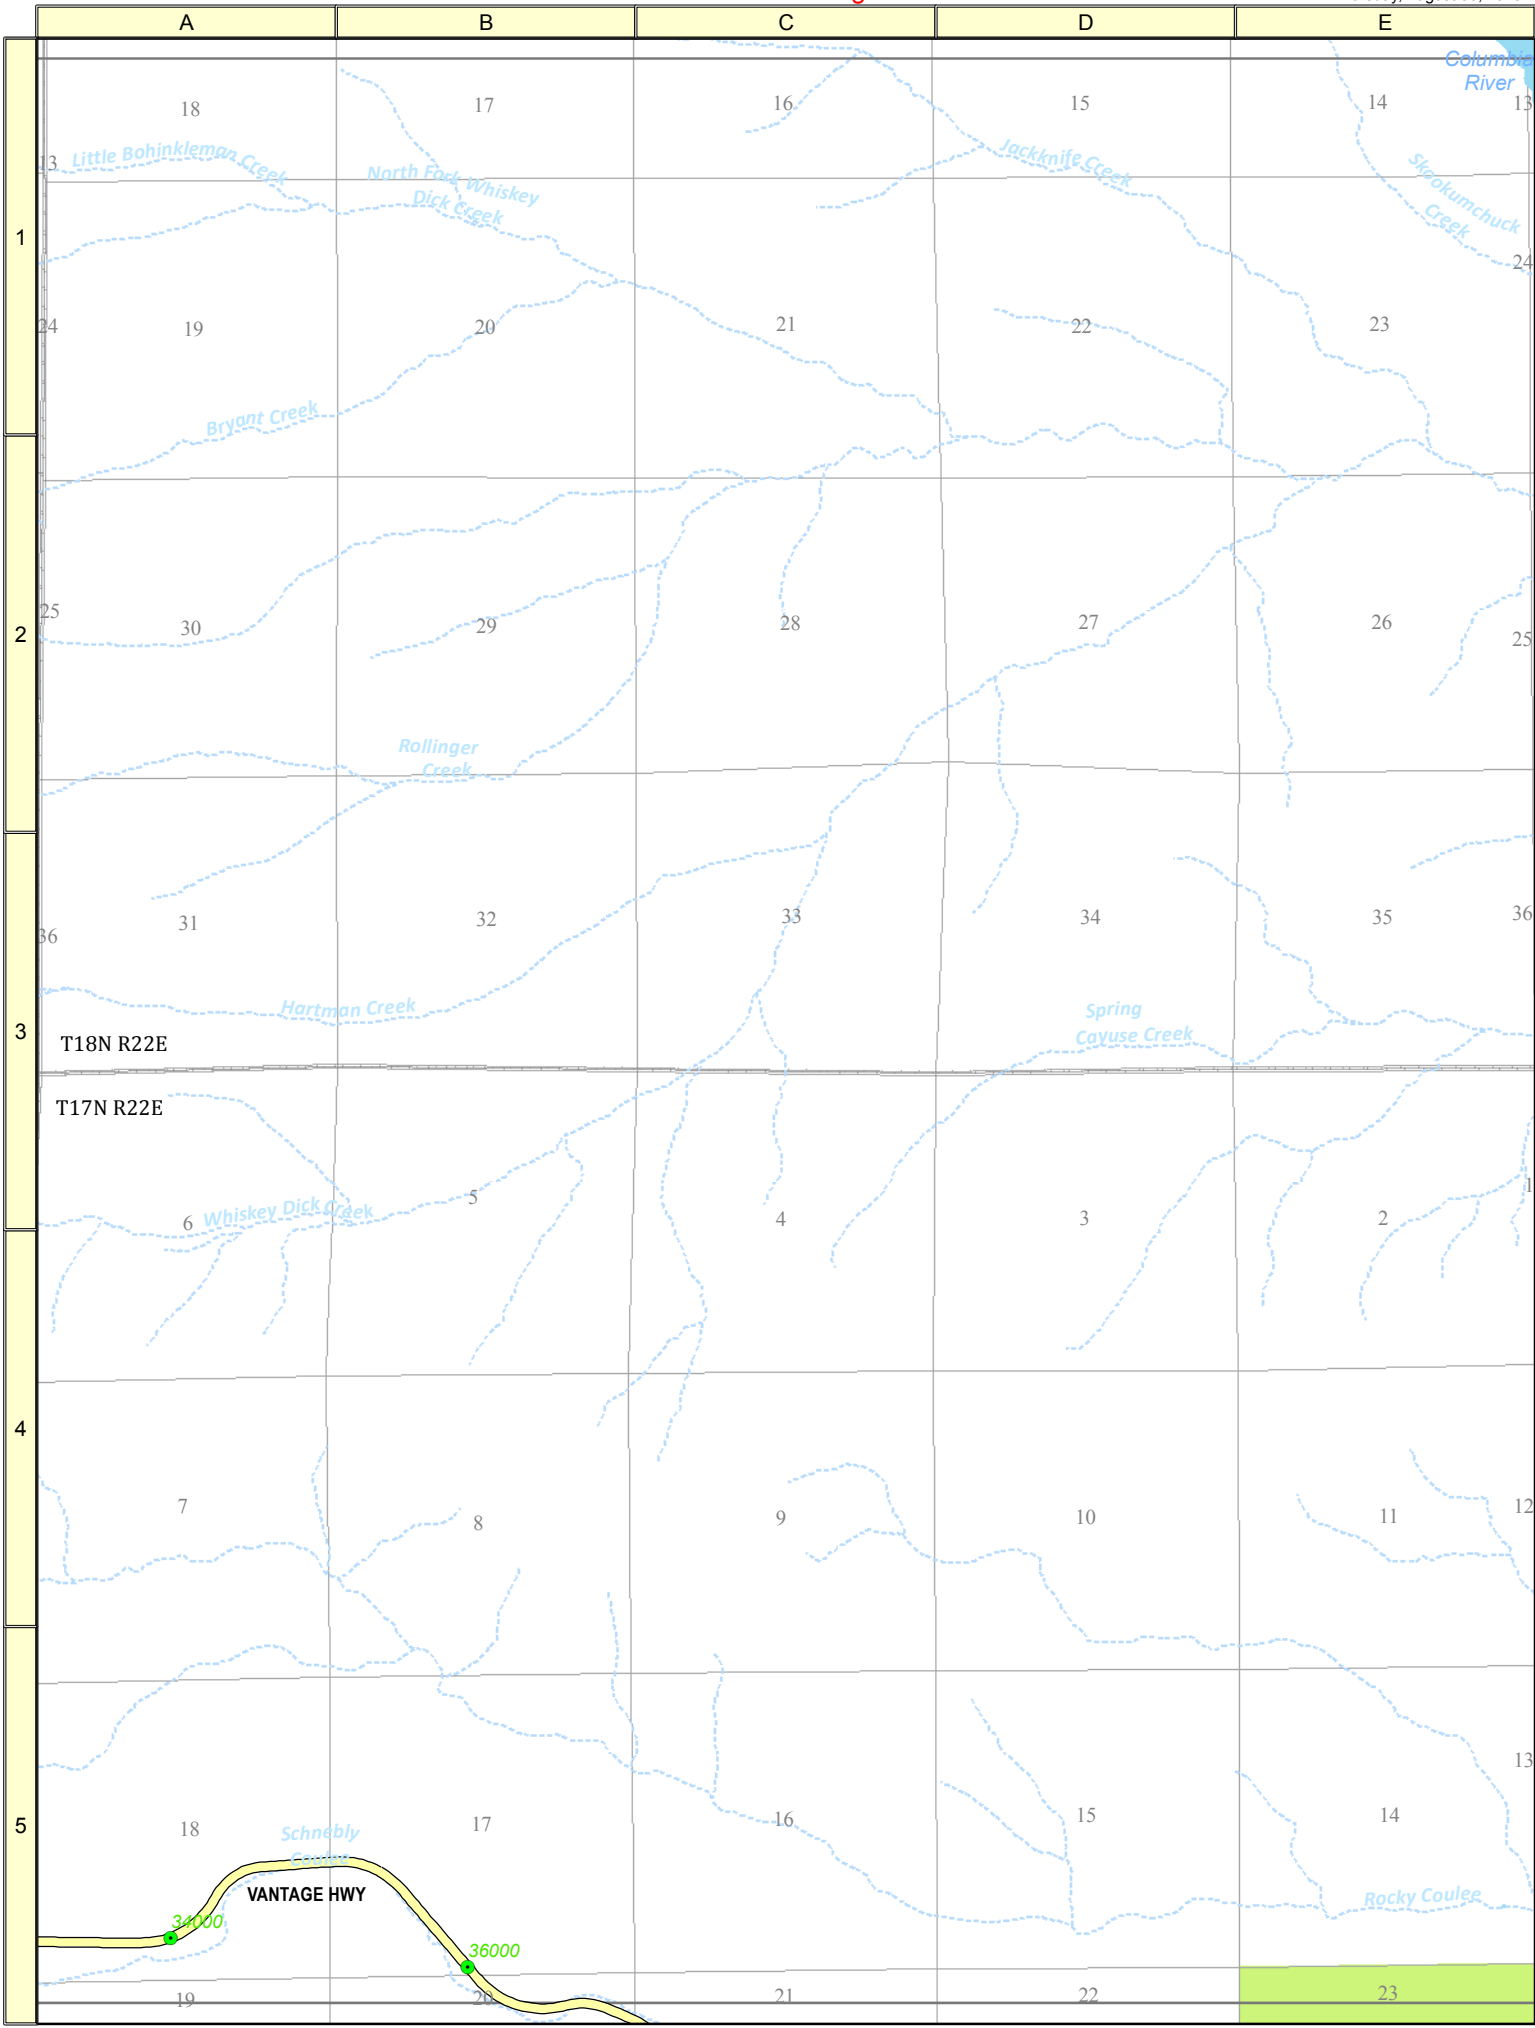 A B C D E
Columbia
River
18 17 16 15 14 13
13
Little Bohinkleman Creek
North Fork Whiskey
Dick Creek
Jackknife Creek
Skookumchuck
Creek
1
24
24 19 20 21 22 23
Bryant Creek
25 30 29 28 27 26 25
2
Rollinger
Creek
36 31 32 33 34 35 36
Hartman Creek
Spring
Cayuse Creek
3
T18N R22E
T17N R22E
6 5 4 3 2 1
Whiskey Dick Creek
4
7 8 9 10 11 12
13
18 17 16 15 14
5
Schnebly
Coulee
VANTAGE HWY
Rocky Coulee
34000
36000
19 20 21 22 23